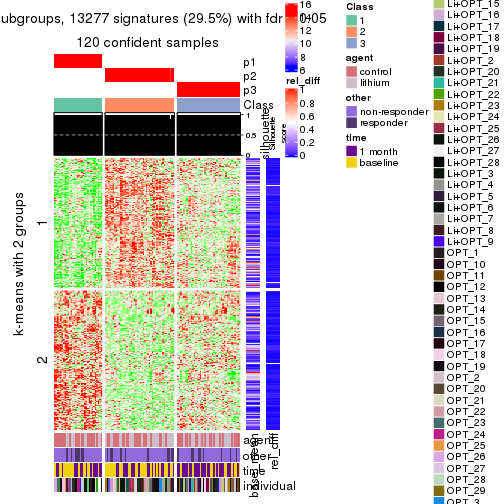 ubgroups, 13277 signatures (29.5%) with fdr
05
120 confident samples
p1
p2
p3
Class
1
0.5
0
silhouette
score
silhouette
k-means with 2 groups
1
2
agent
other
time
individual
base_mean
rel_diff
16
14
12
10
8
6
rel_diff
1
0.8
0.6
0.4
0.2
0
Class
1
2
3
agent
control
lithium
other
non-responder
responder
time
1 month
baseline
Li+OPT_15
Li+OPT_16
Li+OPT_17
Li+OPT_18
Li+OPT_19
Li+OPT_2
Li+OPT_20
Li+OPT_21
Li+OPT_22
Li+OPT_23
Li+OPT_24
Li+OPT_25
Li+OPT_26
Li+OPT_27
Li+OPT_28
Li+OPT_3
Li+OPT_4
Li+OPT_5
Li+OPT_6
Li+OPT_7
Li+OPT_8
Li+OPT_9
OPT_1
OPT_10
OPT_11
OPT_12
OPT_13
OPT_14
OPT_15
OPT_16
OPT_17
OPT_18
OPT_19
OPT_2
OPT_20
OPT_21
OPT_22
OPT_23
OPT_24
OPT_25
OPT_26
OPT_27
OPT_28
OPT_29
OPT_3